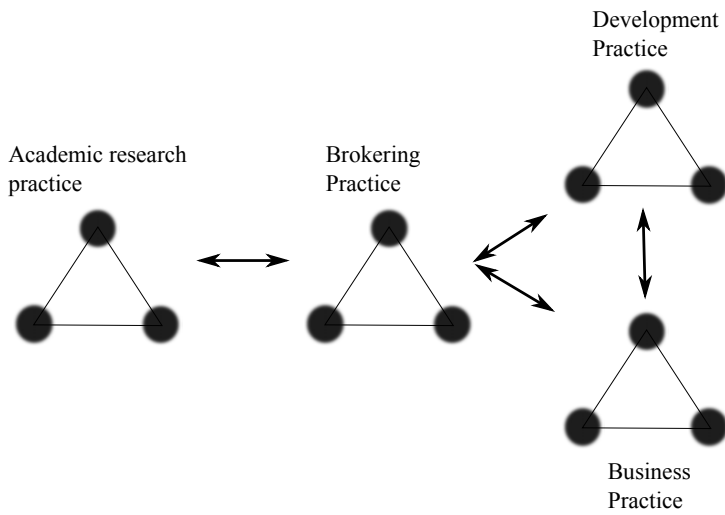 Academic research
practice
Brokering
Practice
Development
Practice
Business
Practice